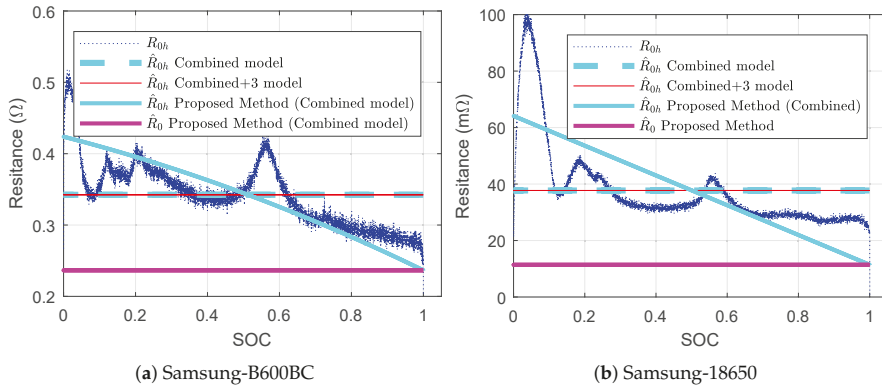 0.6
0.5
0.4
0.3
0.2
Resitance (Ω)
R0h
R̂0h Combined model
R̂0h Combined+3 model
R̂0h Proposed Method (Combined model)
R̂0 Proposed Method (Combined model)
0 0.2 0.4 0.6 0.8 1
SOC
(a) Samsung-B600BC
100
80
60
40
20
0
Resitance (mΩ)
R0h
R̂0h Combined model
R̂0h Combined+3 model
R̂0h Proposed Method (Combined)
R̂0 Proposed Method
0 0.2 0.4 0.6 0.8 1
SOC
(b) Samsung-18650